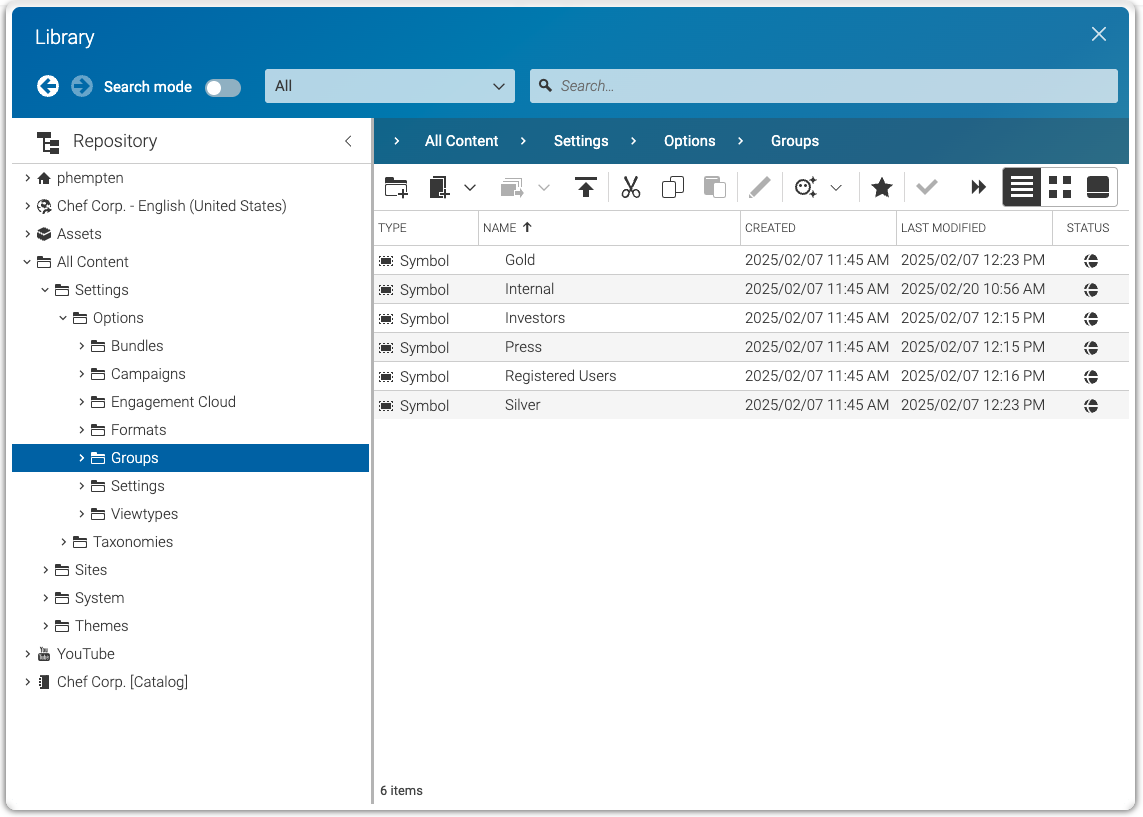 Library
Search mode
All
Search...
Repository
All Content
Settings
Options
Groups
phempten
Chef Corp. - English (United States)
Assets
All Content
Settings
Options
Bundles
Campaigns
Engagement Cloud
Formats
Groups
Settings
Viewtypes
Taxonomies
Sites
System
Themes
YouTube
Chef Corp. [Catalog]
TYPE NAME CREATED LAST MODIFIED STATUS
Symbol Gold 2025/02/07 11:45 AM 2025/02/07 12:23 PM
Symbol Internal 2025/02/07 11:45 AM 2025/02/20 10:56 AM
Symbol Investors 2025/02/07 11:45 AM 2025/02/07 12:15 PM
Symbol Press 2025/02/07 11:45 AM 2025/02/07 12:15 PM
Symbol Registered Users 2025/02/07 11:45 AM 2025/02/07 12:16 PM
Symbol Silver 2025/02/07 11:45 AM 2025/02/07 12:23 PM
6 items